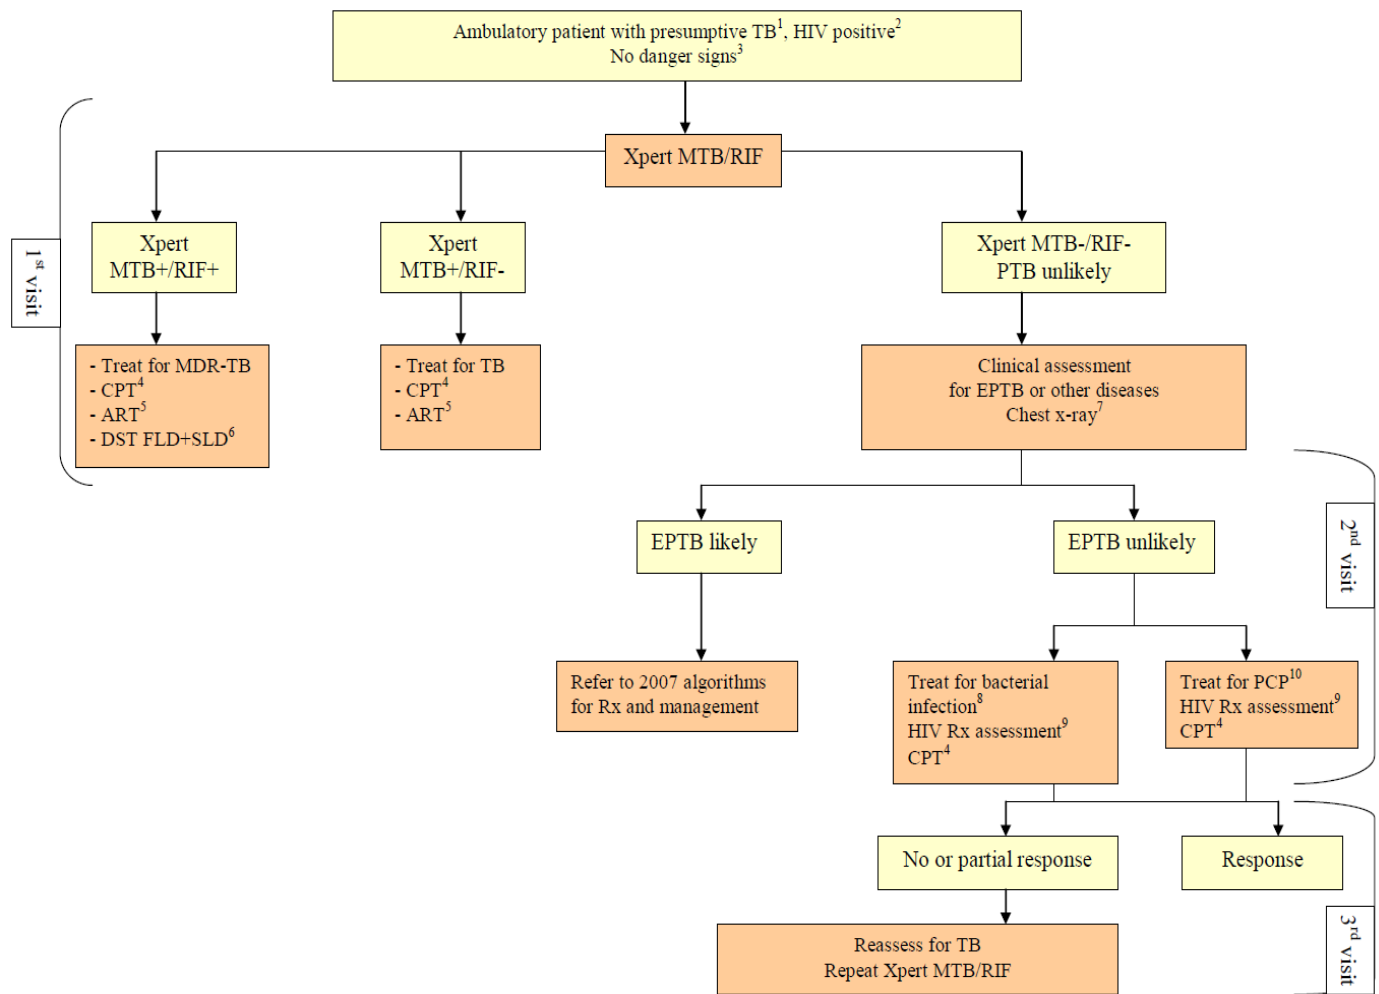 Ambulatory patient with presumptive TB¹, HIV positive²
No danger signs³
Xpert MTB/RIF
1st visit
Xpert
MTB+/RIF+
Xpert
MTB+/RIF-
Xpert MTB-/RIF-
PTB unlikely
- Treat for MDR-TB
- CPT⁴
- ART⁵
- DST FLD+SLD⁶
- Treat for TB
- CPT⁴
- ART⁵
Clinical assessment
for EPTB or other diseases
Chest x-ray⁷
2nd visit
EPTB likely
EPTB unlikely
Refer to 2007 algorithms
for Rx and management
Treat for bacterial
infection⁸
HIV Rx assessment⁹
CPT⁴
Treat for PCP¹⁰
HIV Rx assessment⁹
CPT⁴
No or partial response
Response
3rd visit
Reassess for TB
Repeat Xpert MTB/RIF